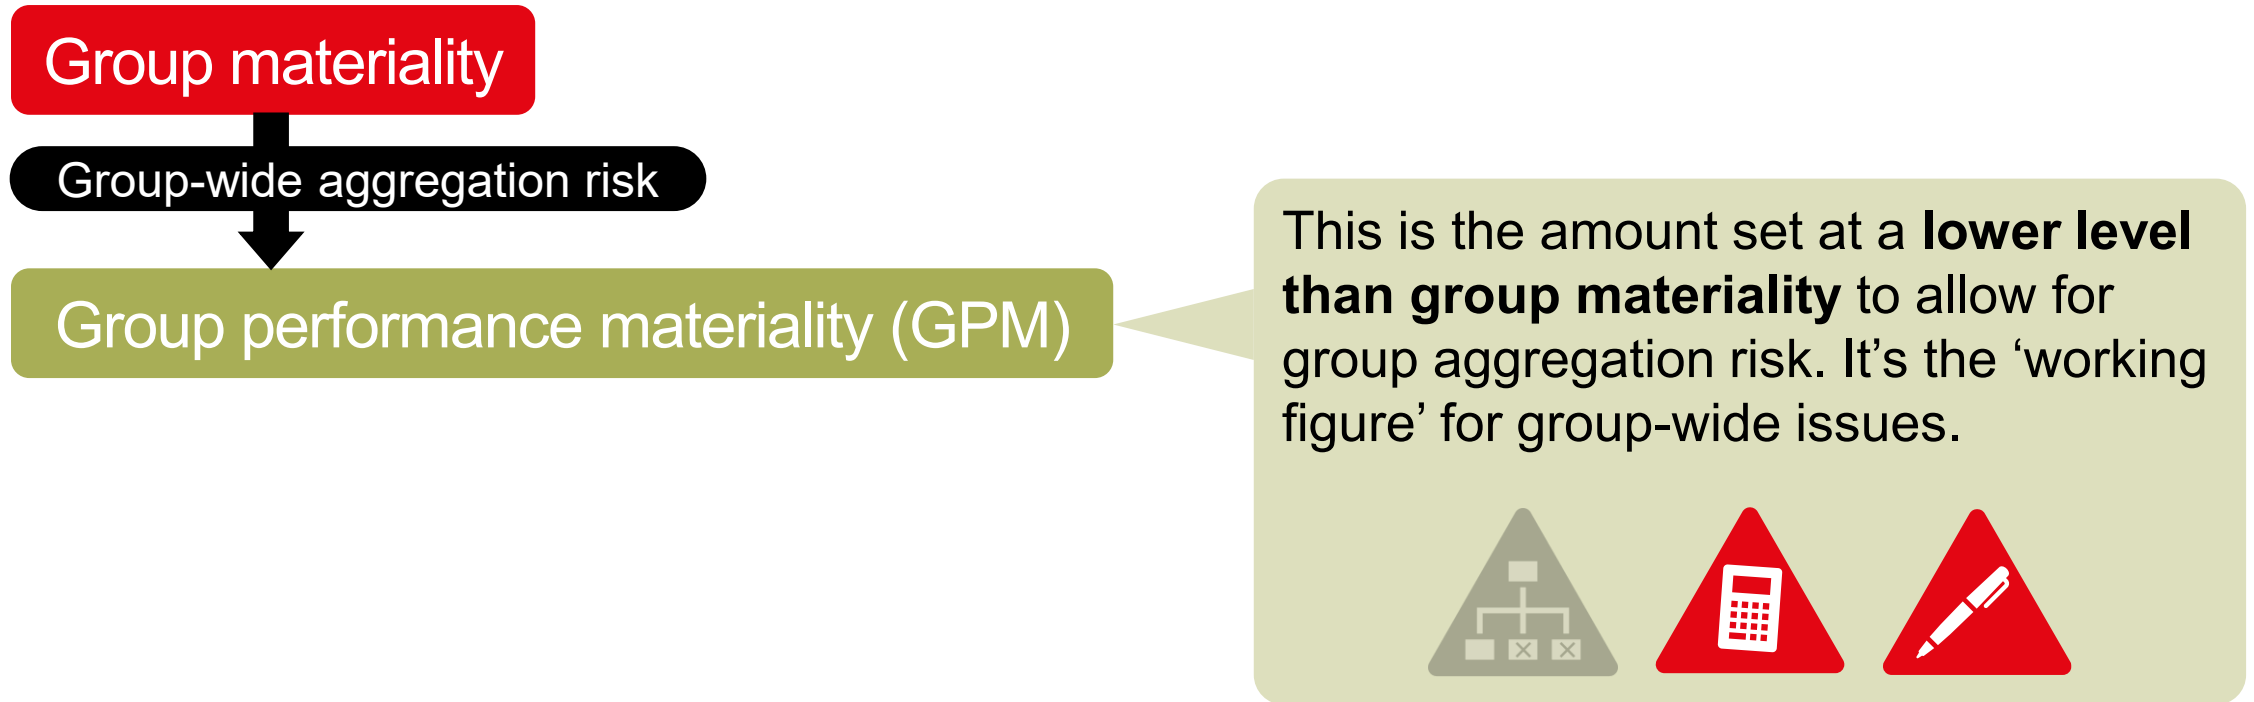 Group materiality
Group-wide aggregation risk
Group performance materiality (GPM)
This is the amount set at a lower level
than group materiality to allow for
group aggregation risk. It’s the ‘working
figure’ for group-wide issues.